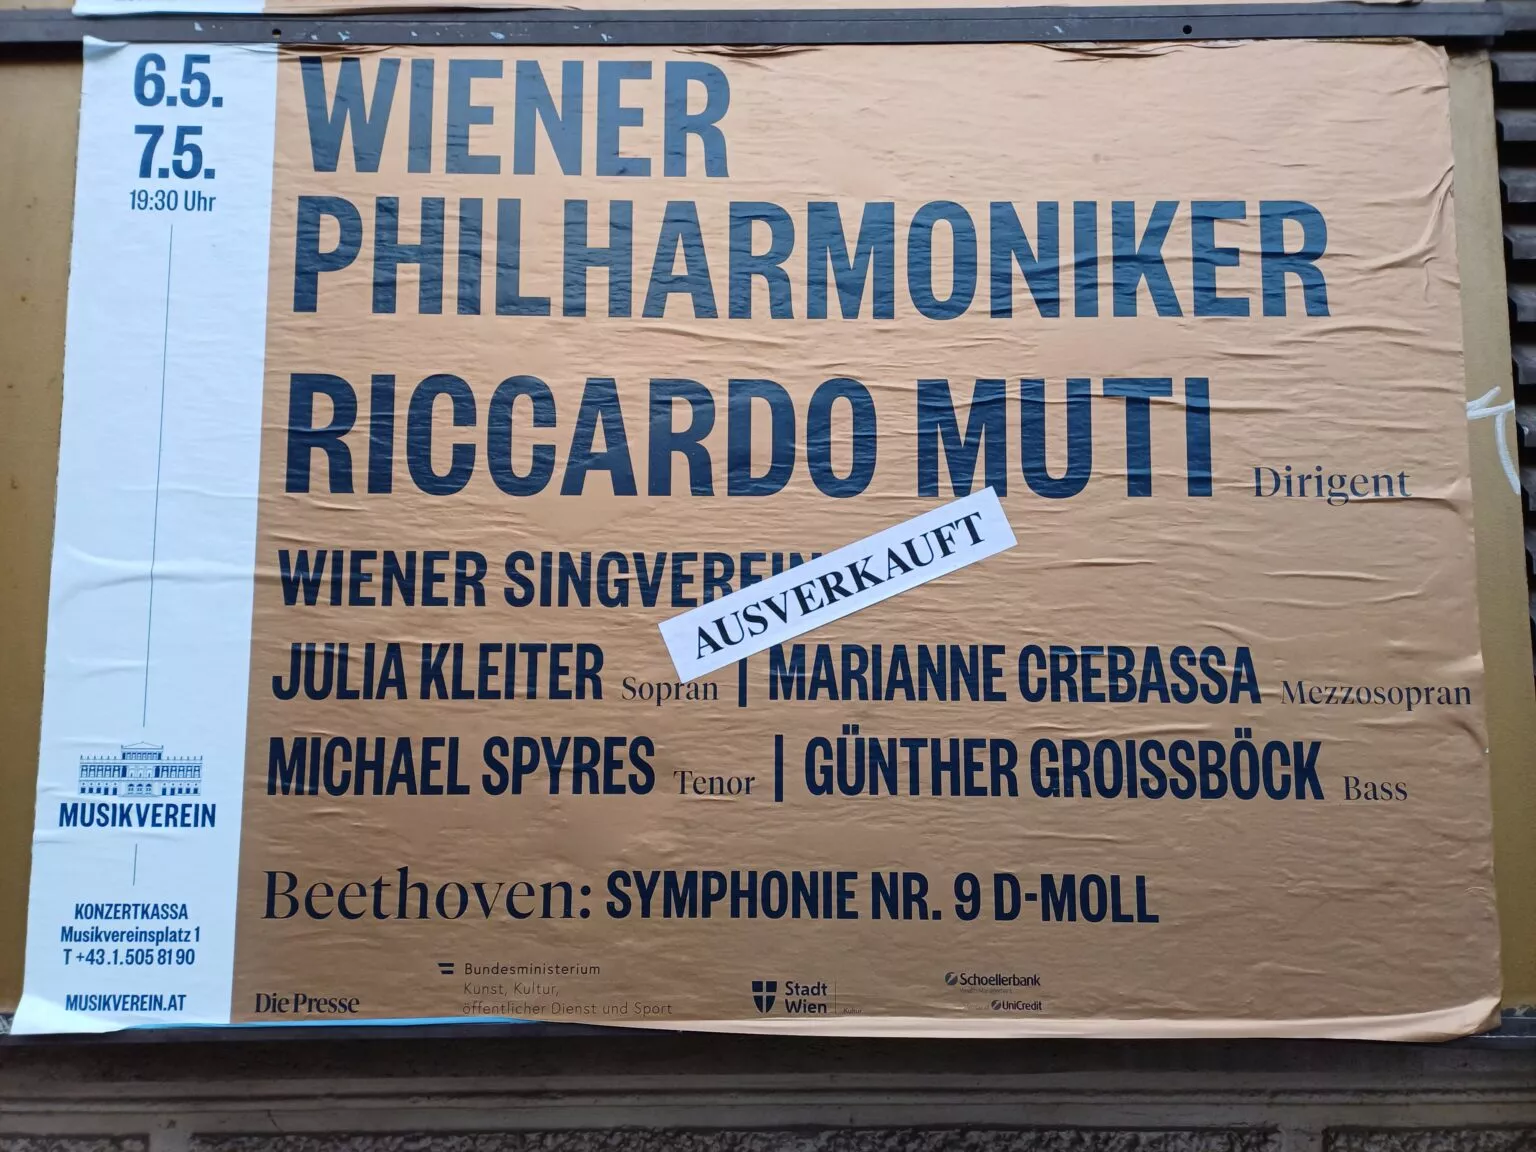 6.5.
7.5.
19:30 Uhr
WIENER
PHILHARMONIKER
RICCARDO MUTI Dirigent
WIENER SINGVEREIN
AUSVERKAUFT
JULIA KLEITER Sopran | MARIANNE CREBASSA Mezzosopran
MICHAEL SPYRES Tenor | GÜNTHER GROISSBÖCK Bass
Beethoven: SYMPHONIE NR. 9 D-MOLL
MUSIKVEREIN
KONZERTKASSA
Musikvereinsplatz 1
T +43.1.505 81 90
MUSIKVEREIN.AT
Die Presse
Bundesministerium
Kunst, Kultur,
öffentlicher Dienst und Sport
Stadt
Wien Kultur
Schoellerbank
UniCredit